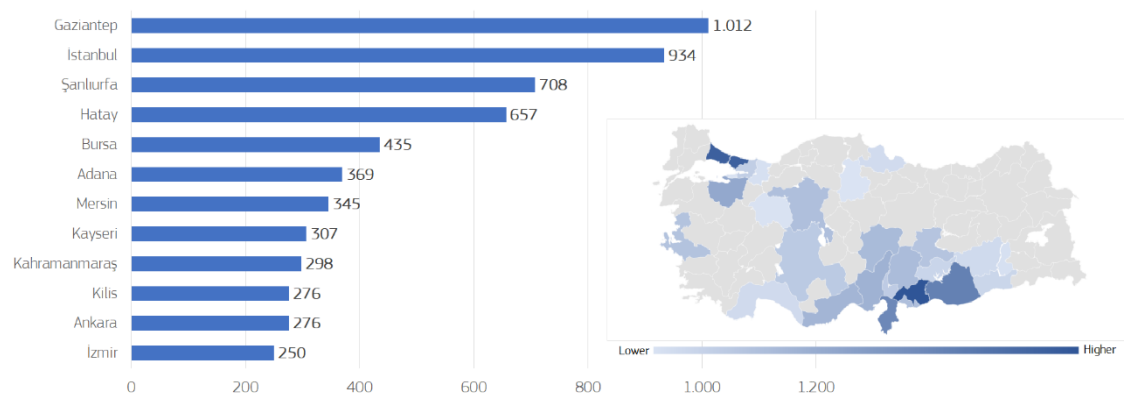 Gaziantep 1.012
İstanbul 934
Şanlıurfa 708
Hatay 657
Bursa 435
Adana 369
Mersin 345
Kayseri 307
Kahramanmaraş 298
Kilis 276
Ankara 276
İzmir 250
0 200 400 600 800 1.000 1.200
Lower Higher